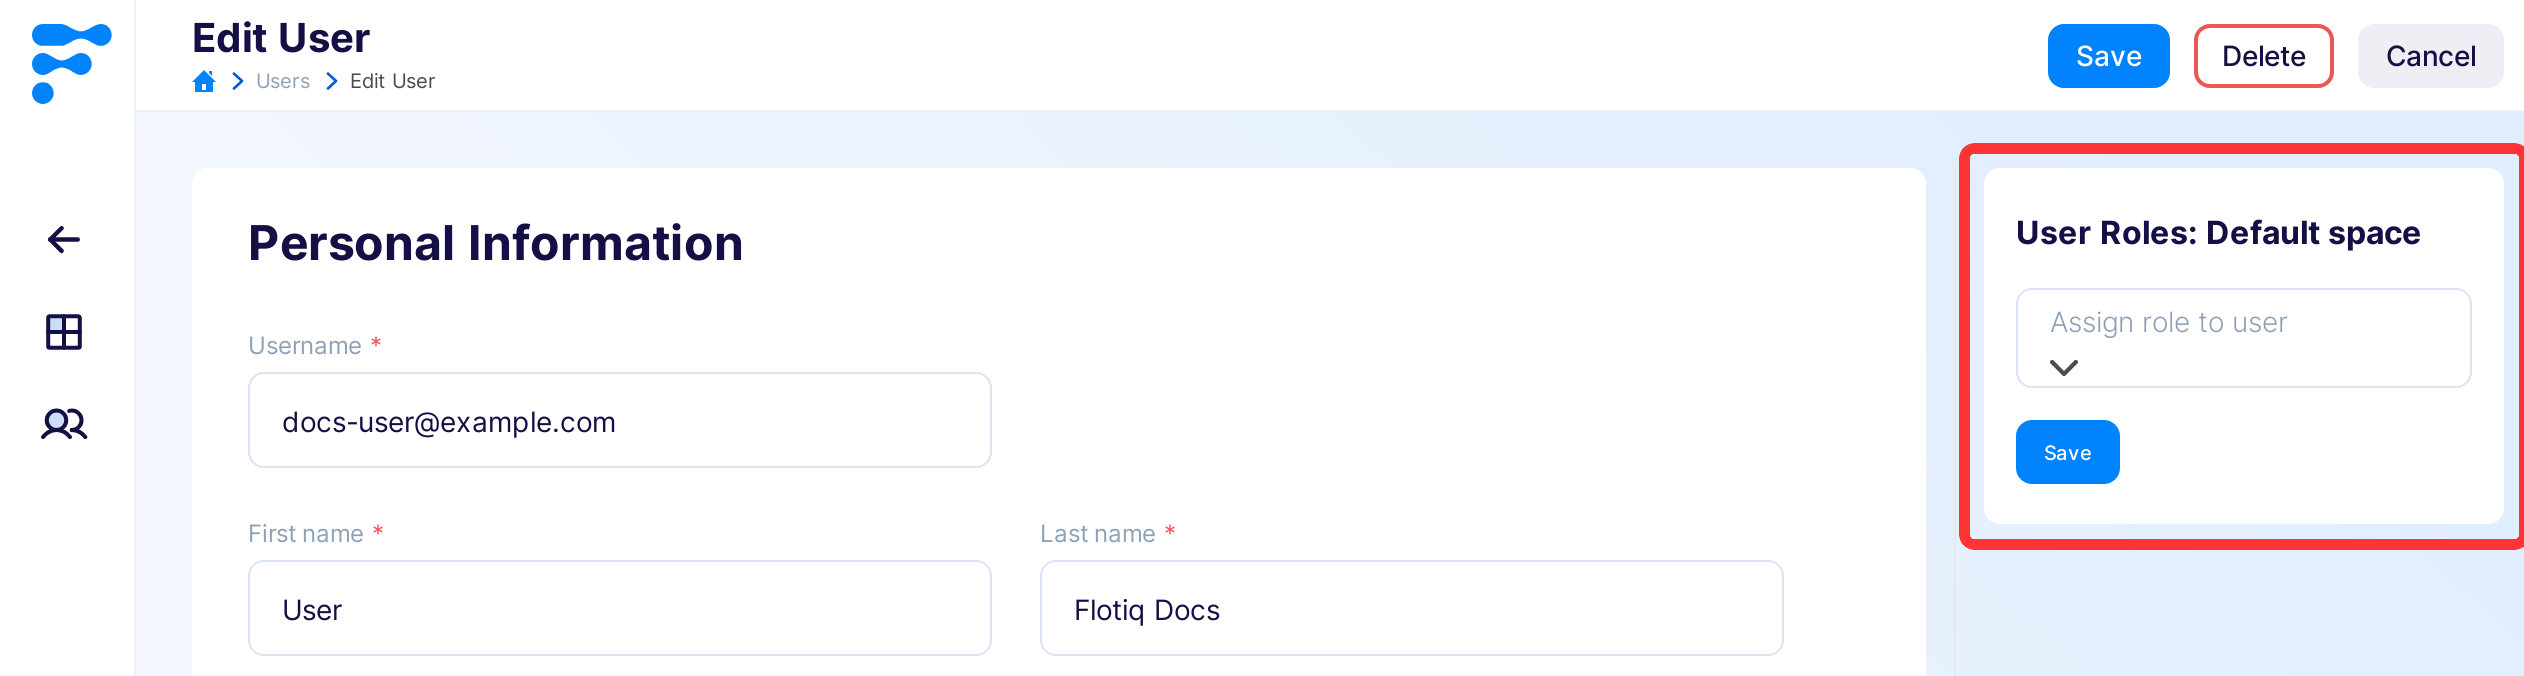 Edit User
Users
Edit User
Save
Delete
Cancel
Personal Information
Username *
docs-user@example.com
First name *
User
Last name *
Flotiq Docs
User Roles: Default space
Assign role to user
Save